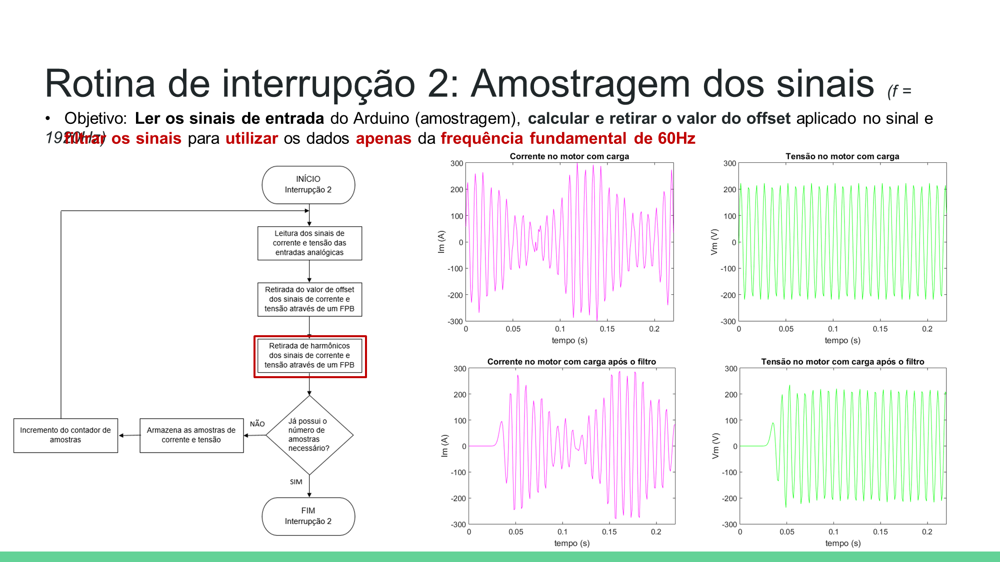 Rotina de interrupção 2: Amostragem dos sinais (f =
1920Hz)
• Objetivo: Ler os sinais de entrada do Arduino (amostragem), calcular e retirar o valor do offset aplicado no sinal e
filtrar os sinais para utilizar os dados apenas da frequência fundamental de 60Hz
INÍCIO
Interrupção 2
Leitura dos sinais de
corrente e tensão das
entradas analógicas
Retirada do valor de offset
dos sinais de corrente e
tensão através de um FPB
Retirada de harmônicos
dos sinais de corrente e
tensão através de um FPB
Já possui o
número de
amostras
necessário?
NÃO
Armazena as amostras de
corrente e tensão
Incremento do contador de
amostras
SIM
FIM
Interrupção 2
Corrente no motor com carga
300
200
100
0
-100
-200
-300
Im (A)
0 0.05 0.1 0.15 0.2
tempo (s)
Tensão no motor com carga
300
200
100
0
-100
-200
-300
Vm (V)
0 0.05 0.1 0.15 0.2
tempo (s)
Corrente no motor com carga após o filtro
300
200
100
0
-100
-200
-300
Im (A)
0 0.05 0.1 0.15 0.2
tempo (s)
Tensão no motor com carga após o filtro
300
200
100
0
-100
-200
-300
Vm (V)
0 0.05 0.1 0.15 0.2
tempo (s)